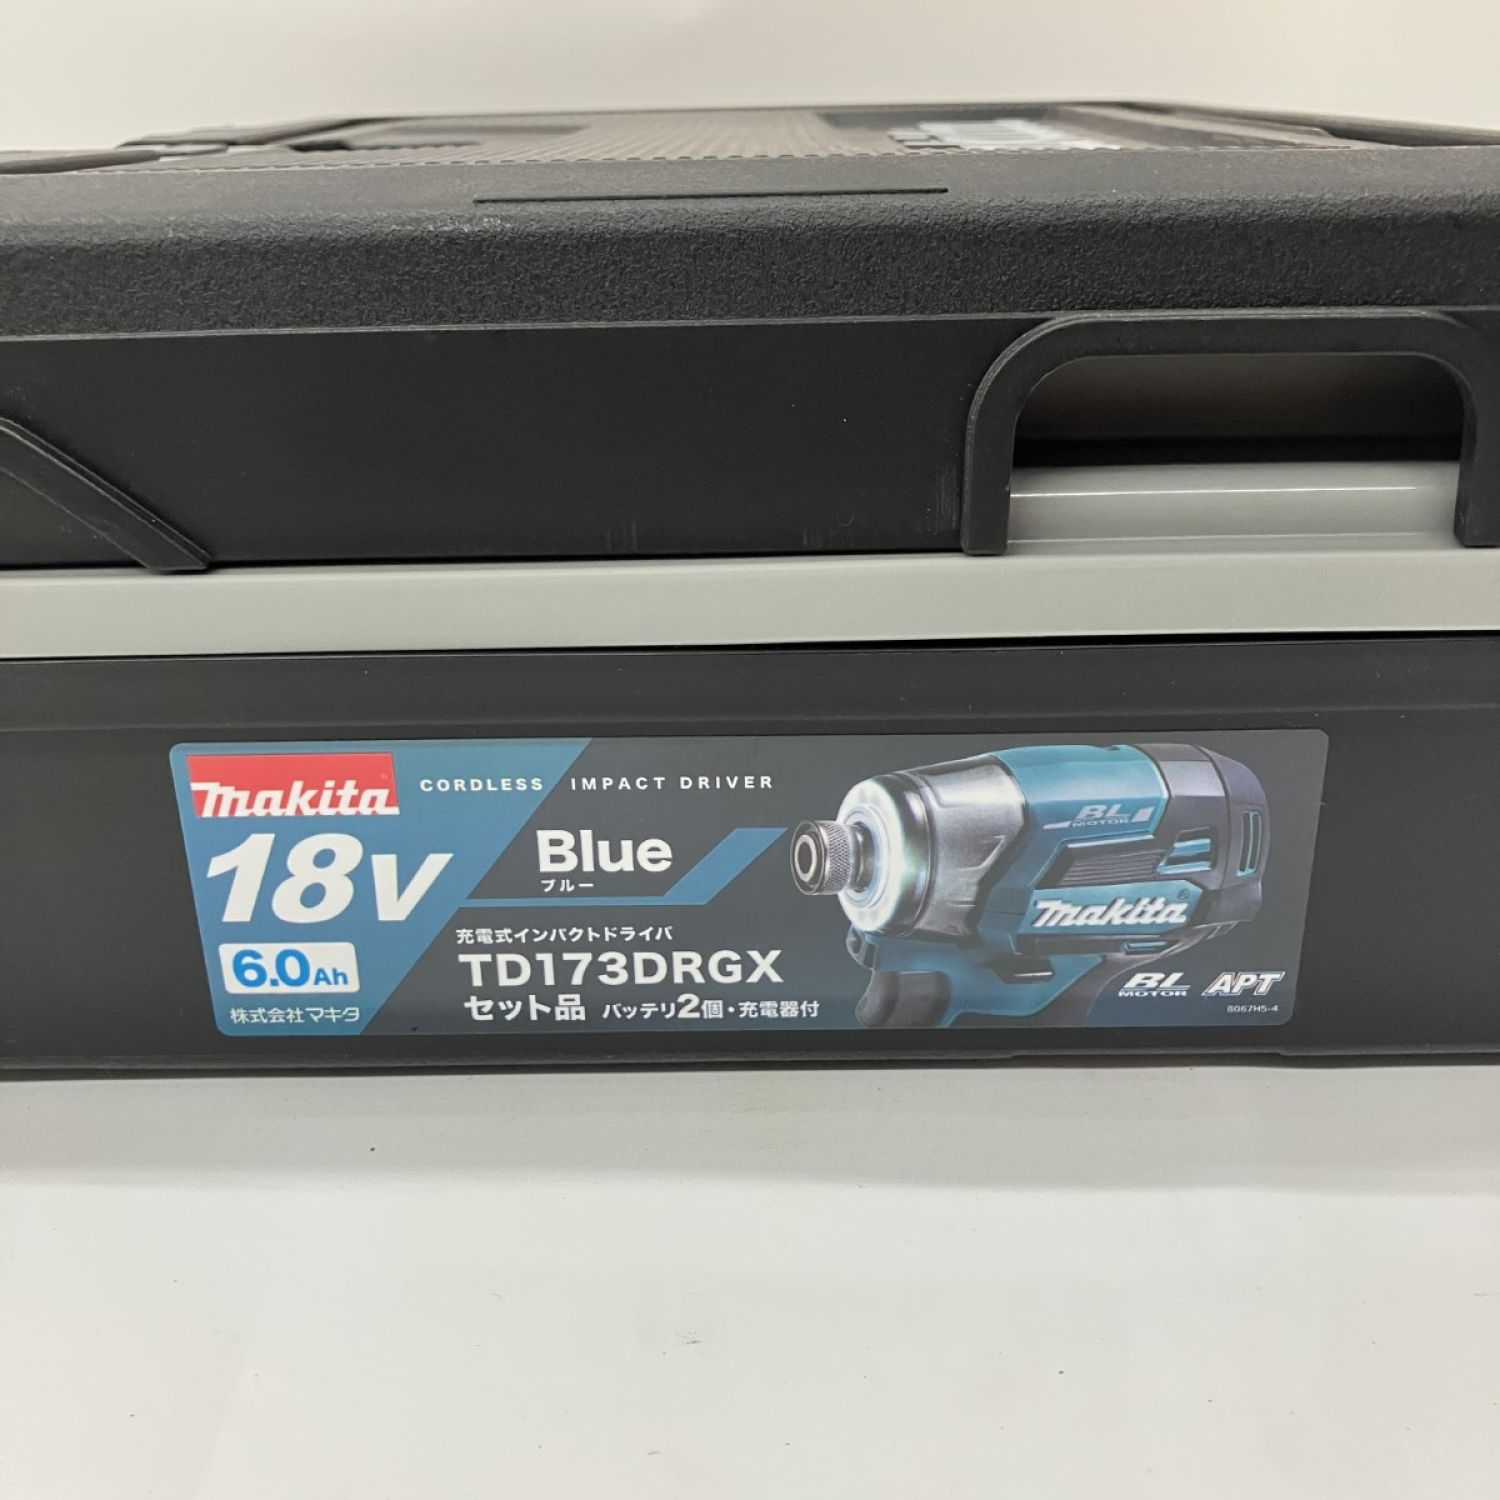 makita CORDLESS IMPACT DRIVER
18V Blue
ブルー
充電式インパクトドライバ
6.0Ah TD173DRGX
セット品 バッテリ2個・充電器付
株式会社マキタ
BL
MOTOR
makita®
BL
MOTOR APT
8067H5-4